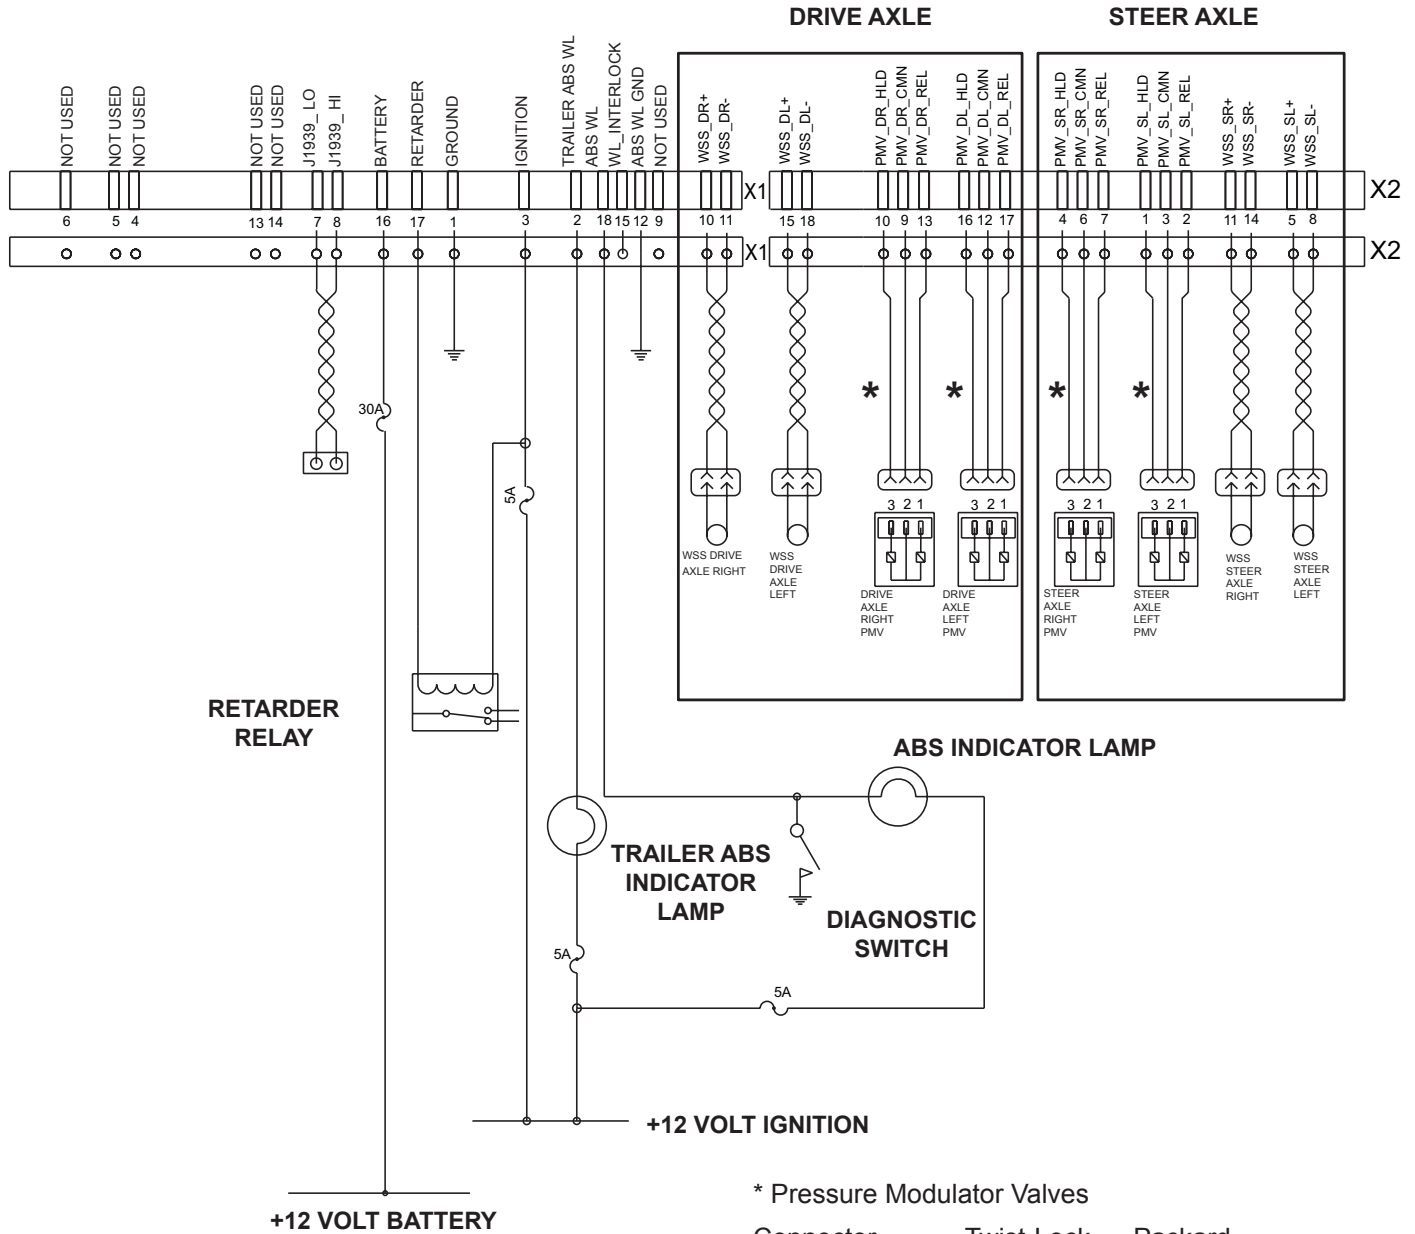 DRIVE AXLE STEER AXLE
NOT USED
NOT USED
NOT USED
NOT USED
NOT USED
J1939_LO
J1939_HI
BATTERY
RETARDER
GROUND
IGNITION
TRAILER ABS WL
ABS WL
WL_INTERLOCK
ABS WL GND
NOT USED
WSS_DR+
WSS_DR-
WSS_DL+
WSS_DL-
PMV_DR_HLD
PMV_DR_CMN
PMV_DR_REL
PMV_DL_HLD
PMV_DL_CMN
PMV_DL_REL
PMV_SR_HLD
PMV_SR_CMN
PMV_SR_REL
PMV_SL_HLD
PMV_SL_CMN
PMV_SL_REL
WSS_SR+
WSS_SR-
WSS_SL+
WSS_SL-
X1 X2
6 5 4 13 14 7 8 16 17 1 3 2 18 15 12 9 10 11 15 18 10 9 13 16 12 17 4 6 7 1 3 2 11 14 5 8
X1 X2
* * * *
30A
5A
3 2 1 3 2 1 3 2 1 3 2 1
WSS DRIVE
AXLE RIGHT
WSS
DRIVE
AXLE
LEFT
DRIVE
AXLE
RIGHT
PMV
DRIVE
AXLE
LEFT
PMV
STEER
AXLE
RIGHT
PMV
STEER
AXLE
LEFT
PMV
WSS
STEER
AXLE
RIGHT
WSS
STEER
AXLE
LEFT
RETARDER
RELAY
ABS INDICATOR LAMP
TRAILER ABS
INDICATOR
LAMP
DIAGNOSTIC
SWITCH
5A
5A
+12 VOLT IGNITION
+12 VOLT BATTERY
* Pressure Modulator Valves
Connector Twist-Lock Packard